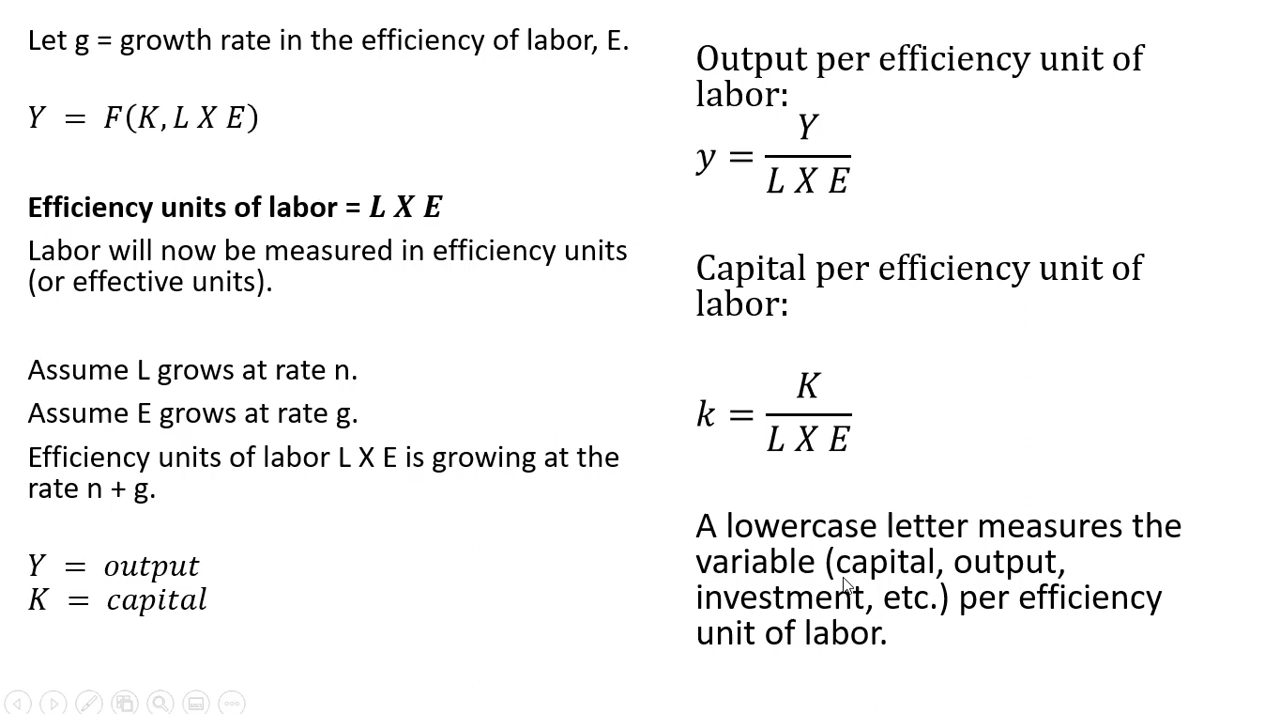 Let g = growth rate in the efficiency of labor, E.
Y = F(K, L X E)
Efficiency units of labor = L X E
Labor will now be measured in efficiency units
(or effective units).
Assume L grows at rate n.
Assume E grows at rate g.
Efficiency units of labor L X E is growing at the
rate n + g.
Y = output
K = capital
Output per efficiency unit of
labor:
y = Y / L X E
Capital per efficiency unit of
labor:
k = K / L X E
A lowercase letter measures the
variable (capital, output,
investment, etc.) per efficiency
unit of labor.